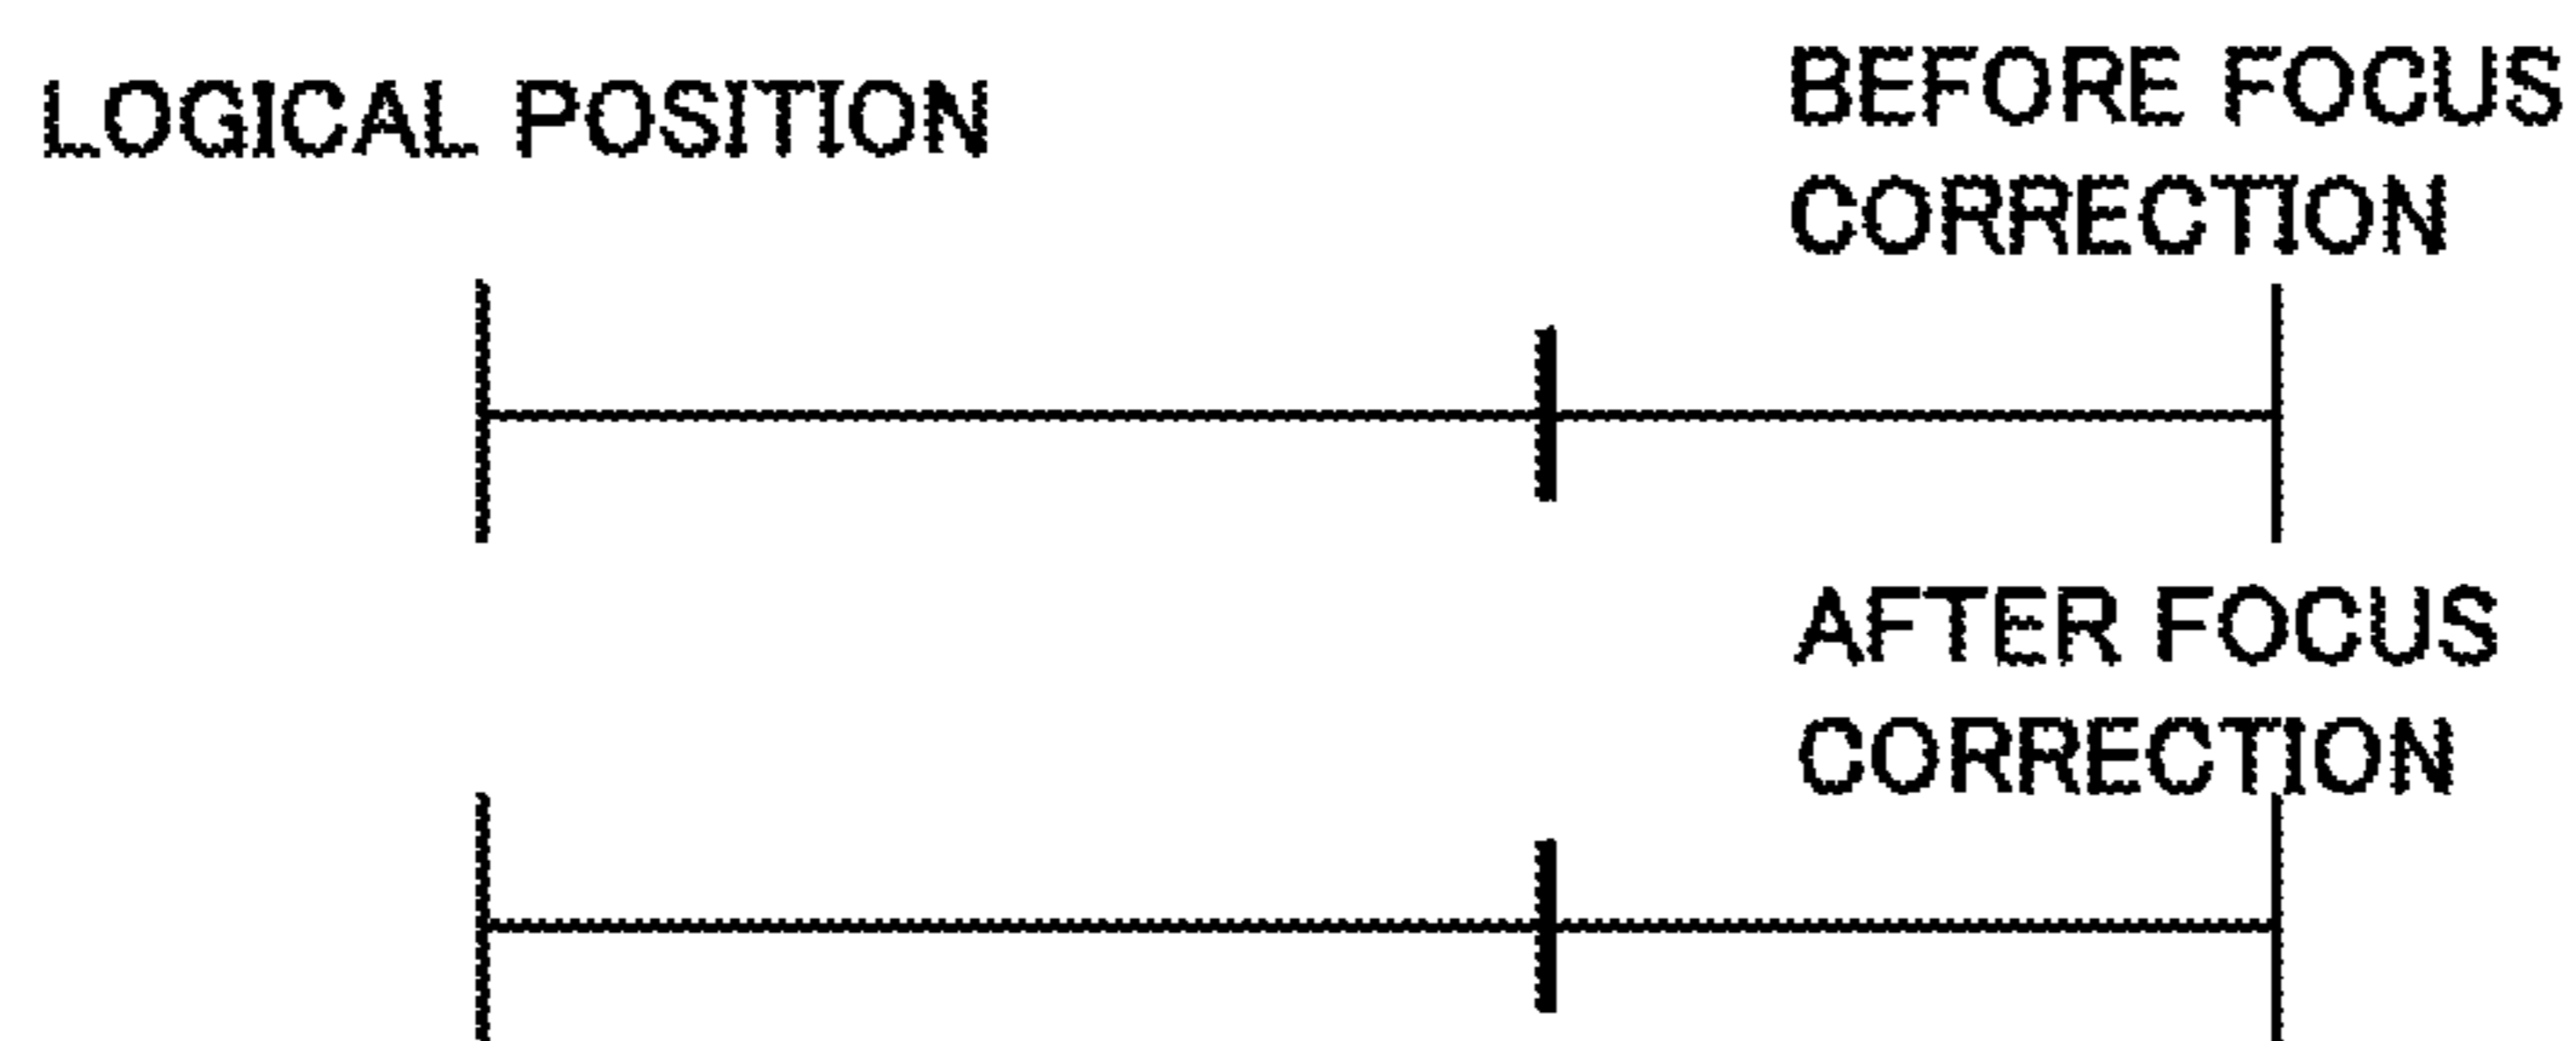 LOGICAL POSITION
BEFORE FOCUS
CORRECTION
AFTER FOCUS
CORRECTION